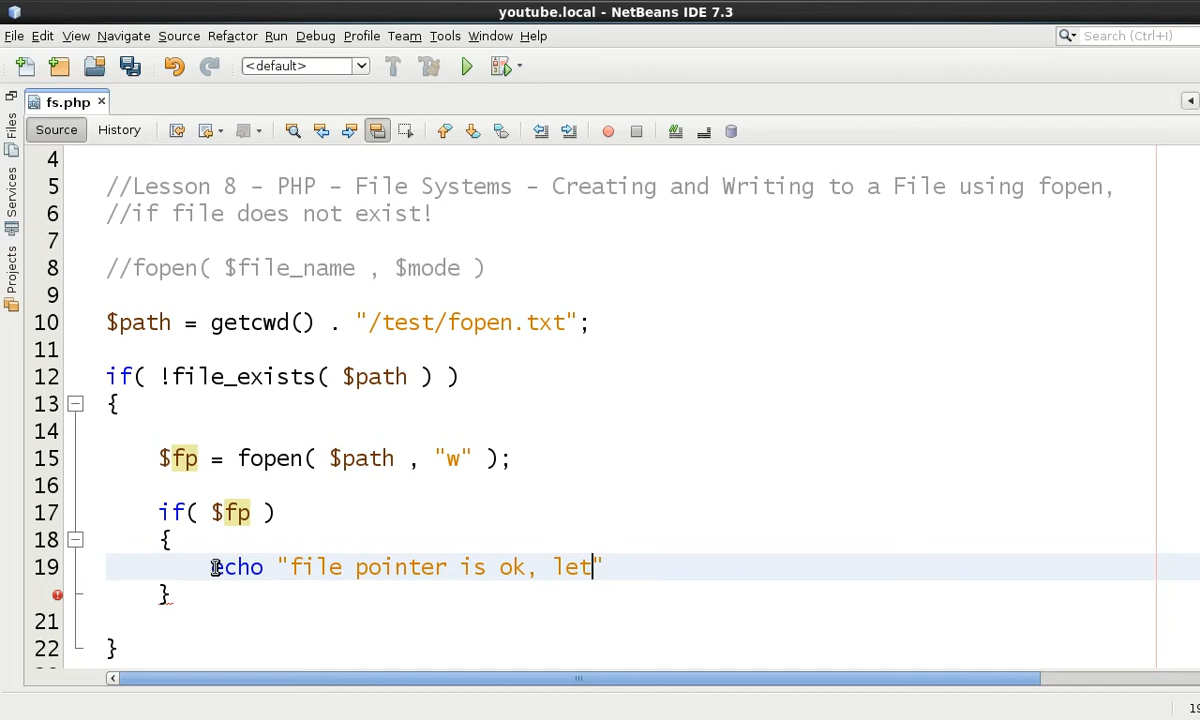 youtube.local - NetBeans IDE 7.3
File Edit View Navigate Source Refactor Run Debug Profile Team Tools Window Help
Search (Ctrl+I)
<default>
fs.php
Source History
Files
Services
Projects
4
5 //Lesson 8 - PHP - File Systems - Creating and Writing to a File using fopen,
6 //if file does not exist!
7
8 //fopen( $file_name , $mode )
9
10 $path = getcwd() . "/test/fopen.txt";
11
12 if( !file_exists( $path ) )
13 {
14
15 $fp = fopen( $path , "w" );
16
17 if( $fp )
18 {
19 echo "file pointer is ok, let"
}
21
22 }